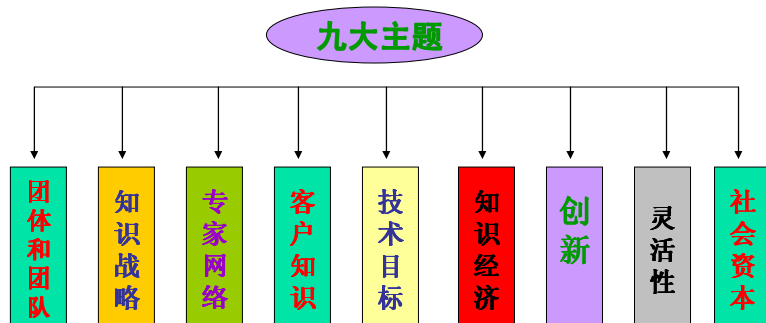 九大主题
团体和团队
知识战略
专家网络
客户知识
技术目标
知识经济
创新
灵活性
社会资本